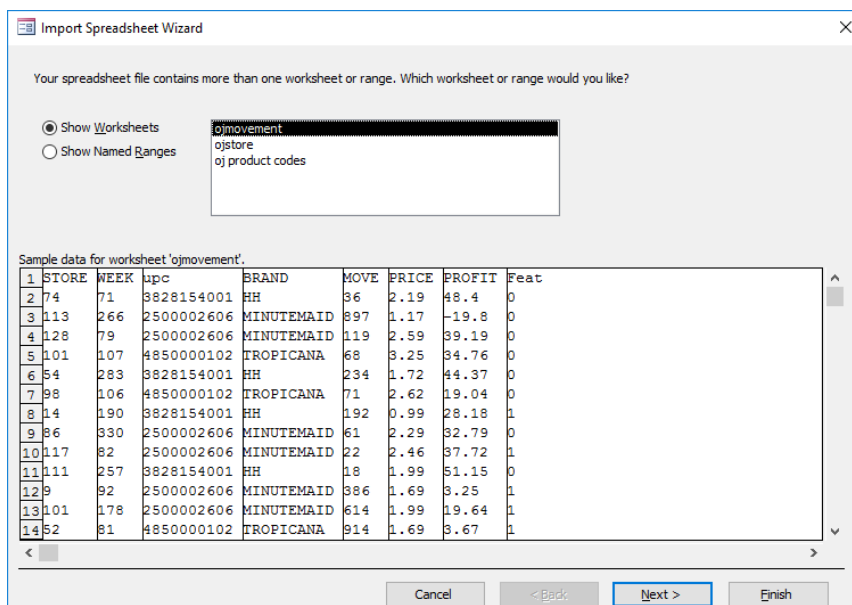 Import Spreadsheet Wizard
Your spreadsheet file contains more than one worksheet or range. Which worksheet or range would you like?
Show Worksheets
Show Named Ranges
ojmovement
ojstore
oj product codes
Sample data for worksheet 'ojmovement'.
1 STORE WEEK upc BRAND MOVE PRICE PROFIT Feat
2 74 71 3828154001 HH 36 2.19 48.4 0
3 113 266 2500002606 MINUTEMAID 897 1.17 -19.8 0
4 128 79 2500002606 MINUTEMAID 119 2.59 39.19 0
5 101 107 4850000102 TROPICANA 68 3.25 34.76 0
6 54 283 3828154001 HH 234 1.72 44.37 0
7 98 106 4850000102 TROPICANA 71 2.62 19.04 0
8 14 190 3828154001 HH 192 0.99 28.18 1
9 86 330 2500002606 MINUTEMAID 61 2.29 32.79 0
10 117 82 2500002606 MINUTEMAID 22 2.46 37.72 1
11 111 257 3828154001 HH 18 1.99 51.15 0
12 9 92 2500002606 MINUTEMAID 386 1.69 3.25 1
13 101 178 2500002606 MINUTEMAID 614 1.99 19.64 1
14 52 81 4850000102 TROPICANA 914 1.69 3.67 1
Cancel < Back Next > Finish